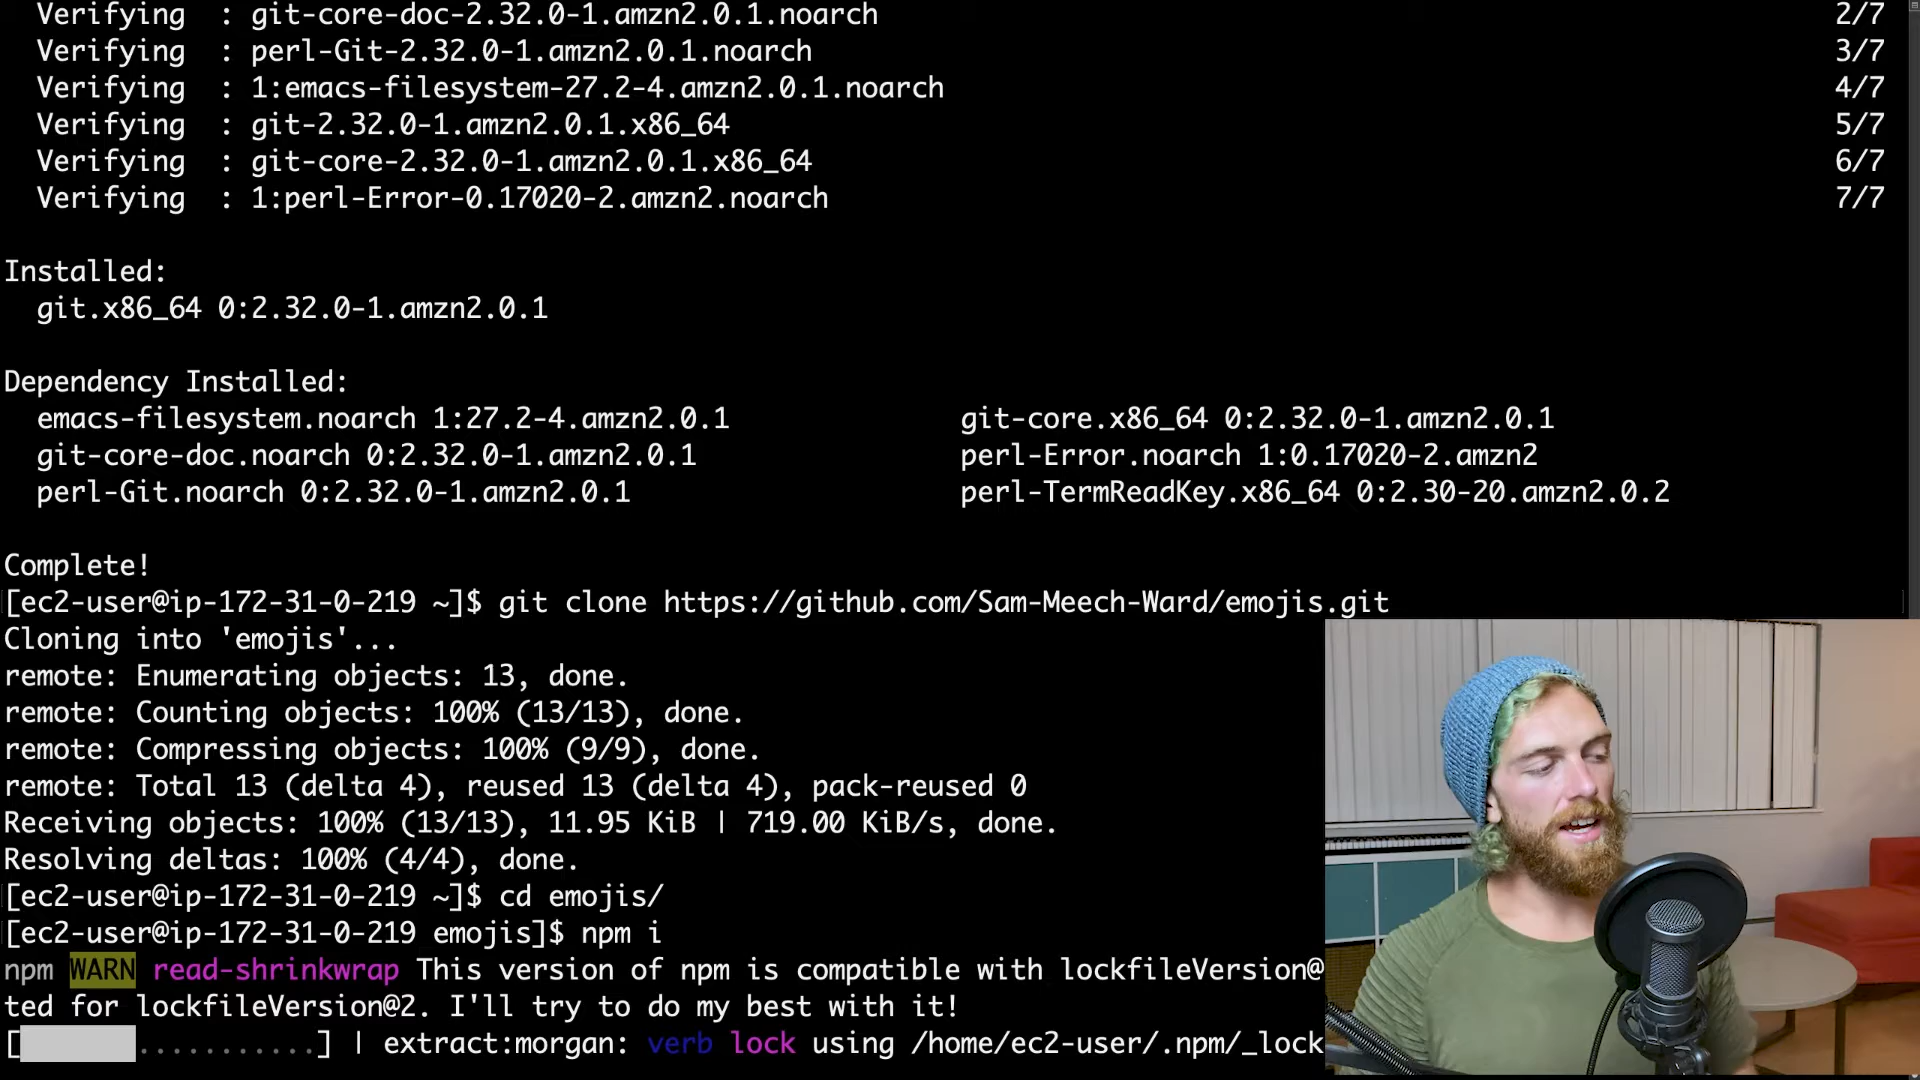 Verifying : git-core-doc-2.32.0-1.amzn2.0.1.noarch 2/7
Verifying : perl-Git-2.32.0-1.amzn2.0.1.noarch 3/7
Verifying : 1:emacs-filesystem-27.2-4.amzn2.0.1.noarch 4/7
Verifying : git-2.32.0-1.amzn2.0.1.x86_64 5/7
Verifying : git-core-2.32.0-1.amzn2.0.1.x86_64 6/7
Verifying : 1:perl-Error-0.17020-2.amzn2.noarch 7/7
Installed:
git.x86_64 0:2.32.0-1.amzn2.0.1
Dependency Installed:
emacs-filesystem.noarch 1:27.2-4.amzn2.0.1 git-core.x86_64 0:2.32.0-1.amzn2.0.1
git-core-doc.noarch 0:2.32.0-1.amzn2.0.1 perl-Error.noarch 1:0.17020-2.amzn2
perl-Git.noarch 0:2.32.0-1.amzn2.0.1 perl-TermReadKey.x86_64 0:2.30-20.amzn2.0.2
Complete!
[ec2-user@ip-172-31-0-219 ~]$ git clone https://github.com/Sam-Meech-Ward/emojis.git
Cloning into 'emojis'...
remote: Enumerating objects: 13, done.
remote: Counting objects: 100% (13/13), done.
remote: Compressing objects: 100% (9/9), done.
remote: Total 13 (delta 4), reused 13 (delta 4), pack-reused 0
Receiving objects: 100% (13/13), 11.95 KiB | 719.00 KiB/s, done.
Resolving deltas: 100% (4/4), done.
[ec2-user@ip-172-31-0-219 ~]$ cd emojis/
[ec2-user@ip-172-31-0-219 emojis]$ npm i
npm WARN read-shrinkwrap This version of npm is compatible with lockfileVersion@
ted for lockfileVersion@2. I'll try to do my best with it!
[ ...........] | extract:morgan: verb lock using /home/ec2-user/.npm/_lock